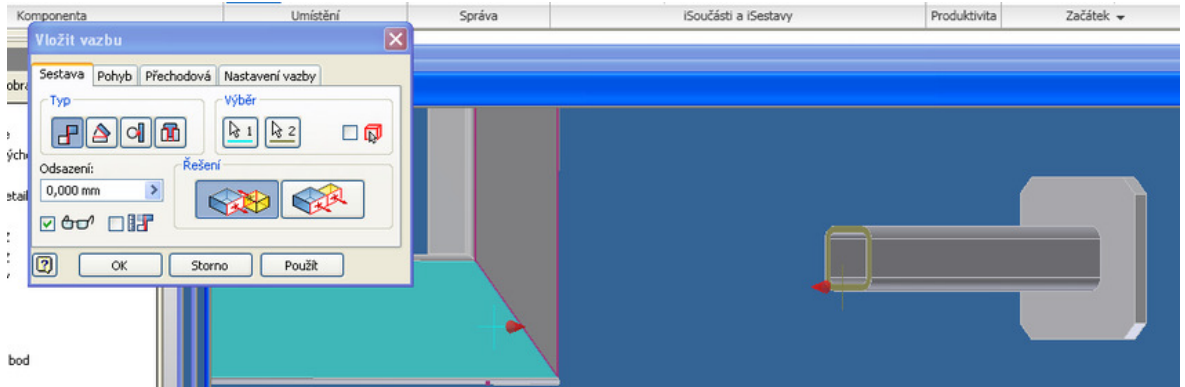 Komponenta Umístění Správa iSoučásti a iSestavy Produktivita Začátek
Vložit vazbu
Sestava Pohyb Přechodová Nastavení vazby
Typ Výběr
1 2
Odsazení: Řešení
0,000 mm
OK Storno Použít
bod